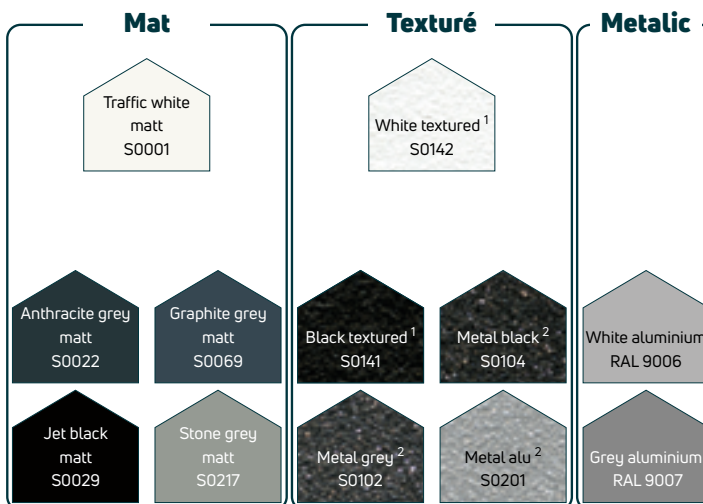 Mat
Traffic white
matt
S0001
Anthracite grey
matt
S0022
Graphite grey
matt
S0069
Jet black
matt
S0029
Stone grey
matt
S0217
Texturé
White textured 1
S0142
Black textured 1
S0141
Metal black 2
S0104
Metal grey 2
S0102
Metal alu 2
S0201
Metalic
White aluminium
RAL 9006
Grey aluminium
RAL 9007